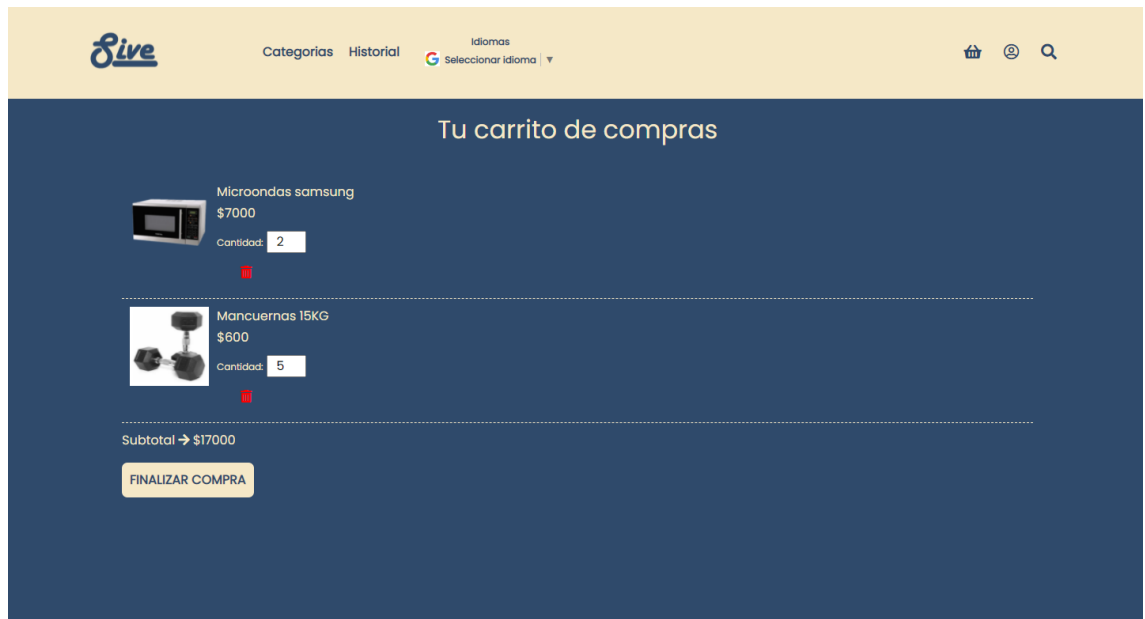 Sive
Categorias Historial
Idiomas
Seleccionar idioma ▼
Tu carrito de compras
Microondas samsung
$7000
Cantidad: 2
Mancuernas 15KG
$600
Cantidad: 5
Subtotal → $17000
FINALIZAR COMPRA